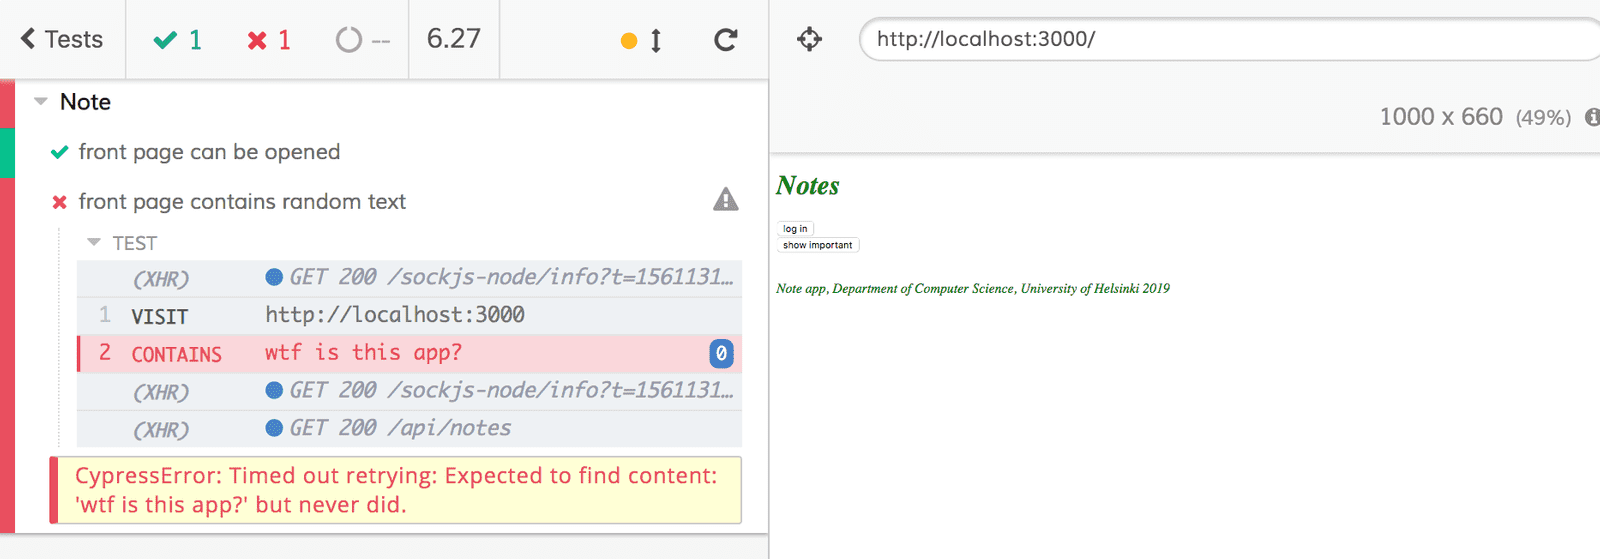 Tests 1 1 -- 6.27
http://localhost:3000/
1000 x 660 (49%)
Note
front page can be opened
front page contains random text
TEST
(XHR) GET 200 /sockjs-node/info?t=1561131…
1 VISIT http://localhost:3000
2 CONTAINS wtf is this app? 0
(XHR) GET 200 /sockjs-node/info?t=1561131…
(XHR) GET 200 /api/notes
CypressError: Timed out retrying: Expected to find content:
'wtf is this app?' but never did.
Notes
log in
show important
Note app, Department of Computer Science, University of Helsinki 2019